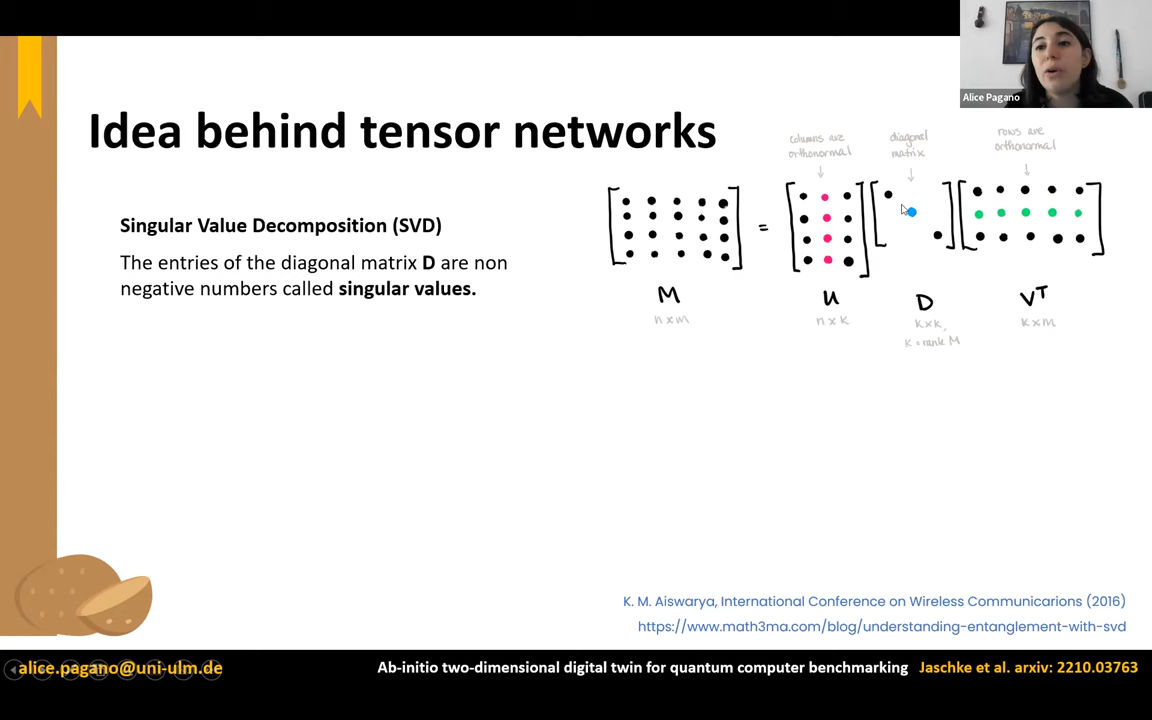 Alice Pagano
Idea behind tensor networks
columns are
orthonormal
diagonal
matrix
rows are
orthonormal
Singular Value Decomposition (SVD)
The entries of the diagonal matrix D are non
negative numbers called singular values.
=
M
n×m
U
n×k
D
k×k,
k = rank M
VT
k×m
K. M. Aiswarya, International Conference on Wireless Communicarions (2016)
https://www.math3ma.com/blog/understanding-entanglement-with-svd
alice.pagano@uni-ulm.de
Ab-initio two-dimensional digital twin for quantum computer benchmarking Jaschke et al. arxiv: 2210.03763